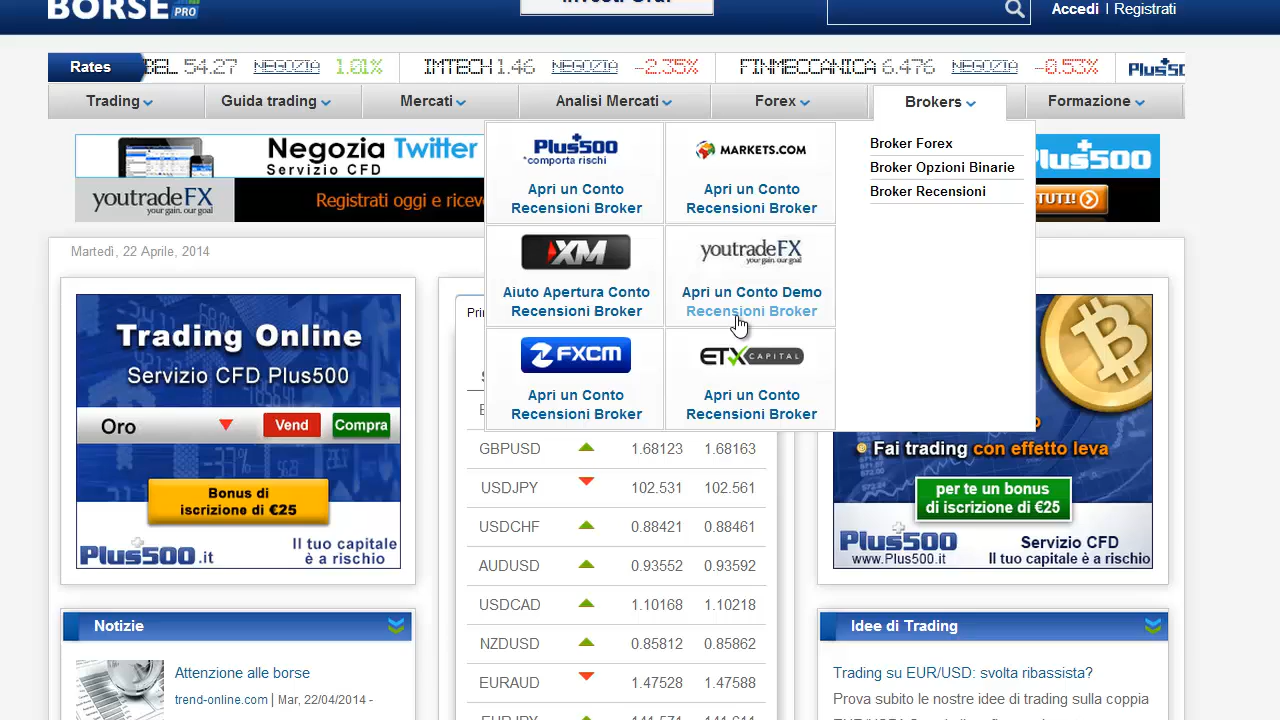 BORSE PRO
Accedi | Registrati
Rates
54.27 NEGOZIA 1.01%
IMTECH 1.46 NEGOZIA -2.35%
FINMECCANICA 6.476 NEGOZIA -0.53%
Trading
Guida trading
Mercati
Analisi Mercati
Forex
Brokers
Formazione
Negozia Twitter
Servizio CFD
youtradeFX
your gain. our goal
Registrati oggi e ricev
Plus500
*comporta rischi
Apri un Conto
Recensioni Broker
MARKETS.COM
Apri un Conto
Recensioni Broker
XM
Aiuto Apertura Conto
Recensioni Broker
youtradeFX
your gain. our goal
Apri un Conto Demo
Recensioni Broker
FXCM
Apri un Conto
Recensioni Broker
ETX CAPITAL
Apri un Conto
Recensioni Broker
Broker Forex
Broker Opzioni Binarie
Broker Recensioni
Martedì, 22 Aprile, 2014
Trading Online
Servizio CFD Plus500
Oro
Vend
Compra
Bonus di
iscrizione di €25
Plus500.it
Il tuo capitale
è a rischio
GBPUSD 1.68123 1.68163
USDJPY 102.531 102.561
USDCHF 0.88421 0.88461
AUDUSD 0.93552 0.93592
USDCAD 1.10168 1.10218
NZDUSD 0.85812 0.85862
EURAUD 1.47528 1.47588
Fai trading con effetto leva
per te un bonus
di iscrizione di €25
Plus500
www.Plus500.it
Servizio CFD
Il tuo capitale è a rischio
Notizie
Attenzione alle borse
trend-online.com | Mar, 22/04/2014 -
Idee di Trading
Trading su EUR/USD: svolta ribassista?
Prova subito le nostre idee di trading sulla coppia